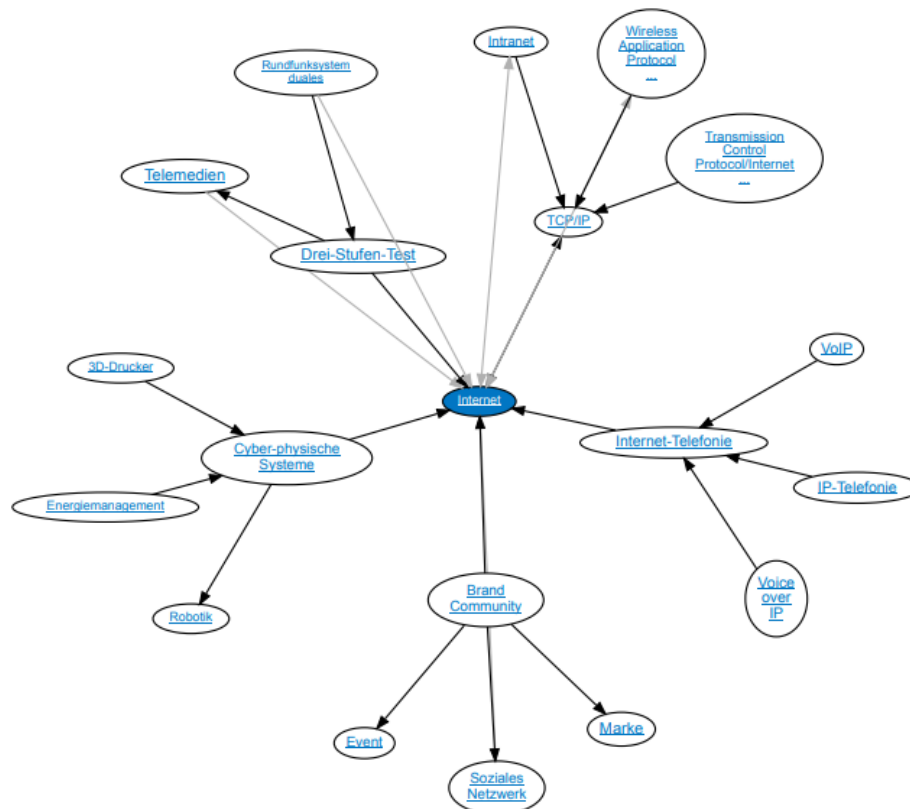 Intranet
Wireless
Application
Protocol
...
Rundfunksystem
duales
Transmission
Control
Protocol/Internet
...
Telemedien
TCP/IP
Drei-Stufen-Test
VoIP
3D-Drucker
Internet
Internet-Telefonie
Cyber-physische
Systeme
IP-Telefonie
Energiemanagement
Brand
Community
Voice
over
IP
Robotik
Marke
Event
Soziales
Netzwerk